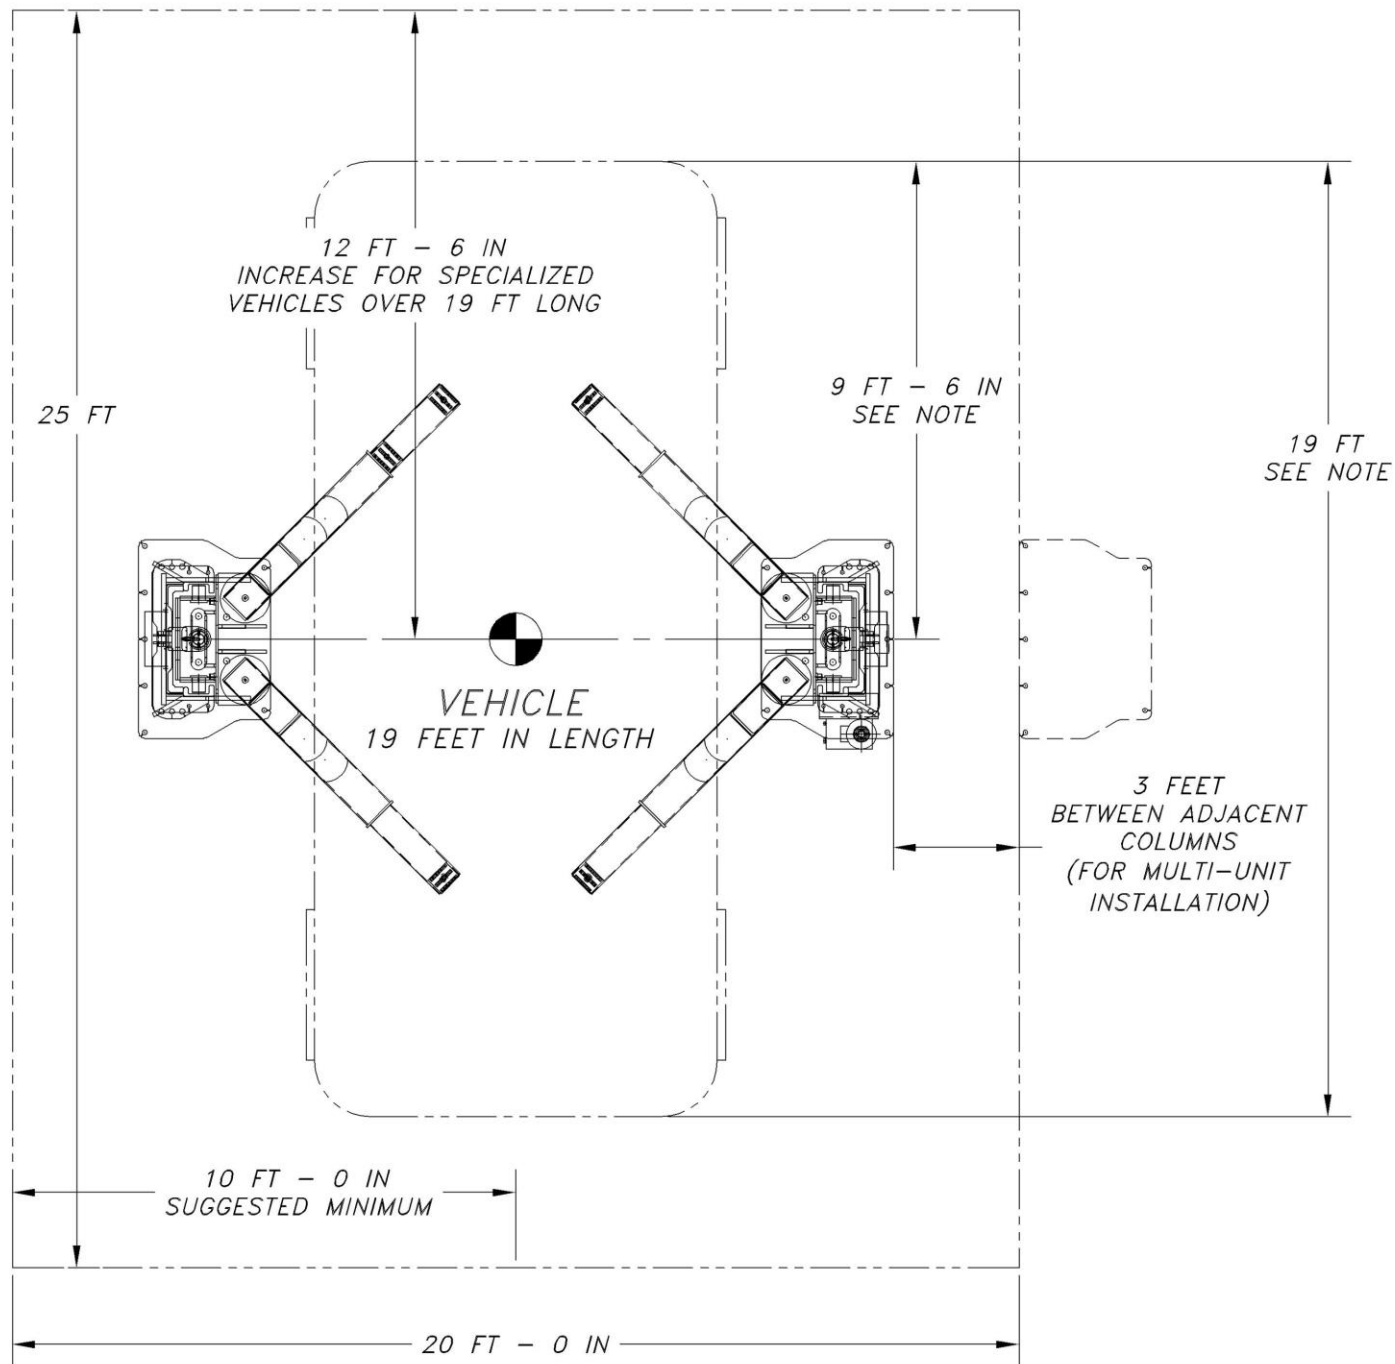 12 FT – 6 IN
INCREASE FOR SPECIALIZED
VEHICLES OVER 19 FT LONG
25 FT
9 FT – 6 IN
SEE NOTE
19 FT
SEE NOTE
VEHICLE
19 FEET IN LENGTH
3 FEET
BETWEEN ADJACENT
COLUMNS
(FOR MULTI–UNIT
INSTALLATION)
10 FT – 0 IN
SUGGESTED MINIMUM
20 FT – 0 IN